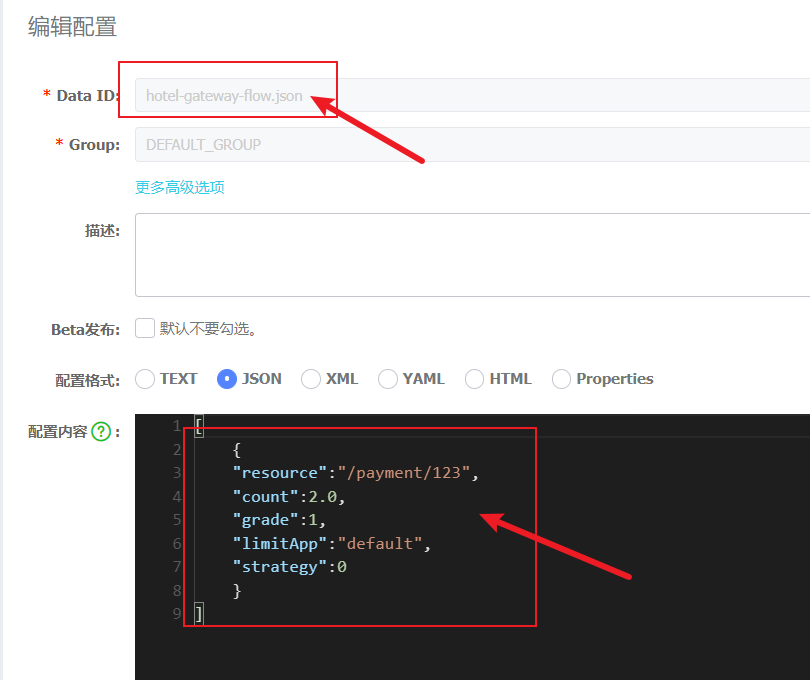 编辑配置
* Data ID: hotel-gateway-flow.json
* Group: DEFAULT_GROUP
更多高级选项
描述:
Beta发布: 默认不要勾选。
配置格式: TEXT JSON XML YAML HTML Properties
配置内容 ? : 1 [
2 {
3 "resource":"/payment/123",
4 "count":2.0,
5 "grade":1,
6 "limitApp":"default",
7 "strategy":0
8 }
9 ]